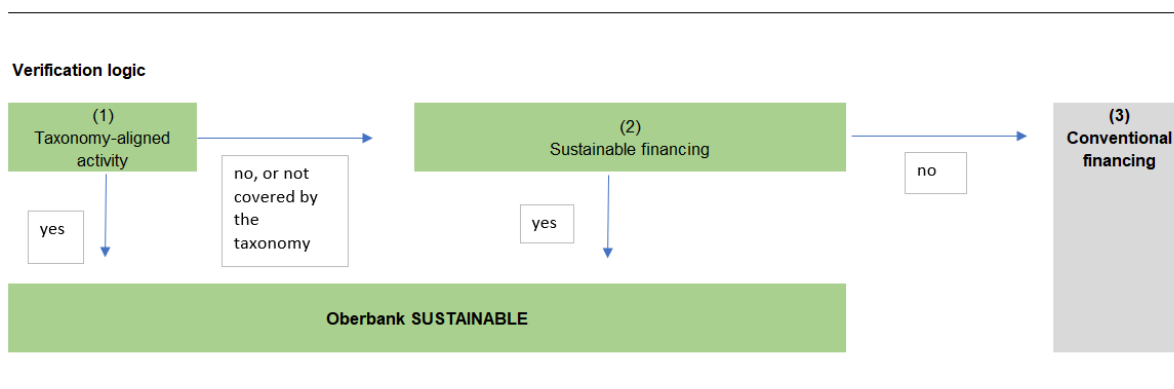 Verification logic
(1)
Taxonomy-aligned
activity
(2)
Sustainable financing
(3)
Conventional
financing
no, or not
covered by
the
taxonomy
no
yes
yes
Oberbank SUSTAINABLE